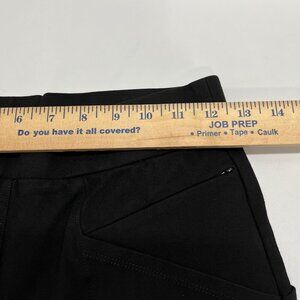 6 7 8 9 10 11 12 13 14
Do you have it all covered?
JOB PREP
• Primer • Tape • Caulk